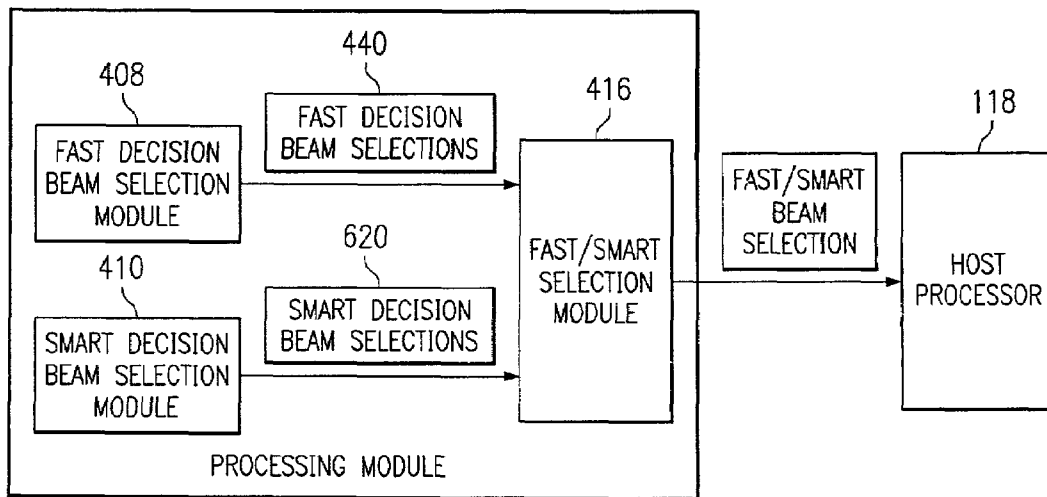 440
408
FAST DECISION
BEAM SELECTIONS
416
118
FAST DECISION
BEAM SELECTION
MODULE
FAST/SMART
BEAM
SELECTION
620
410
SMART DECISION
BEAM SELECTIONS
FAST/SMART
SELECTION
MODULE
HOST
PROCESSOR
SMART DECISION
BEAM SELECTION
MODULE
PROCESSING MODULE